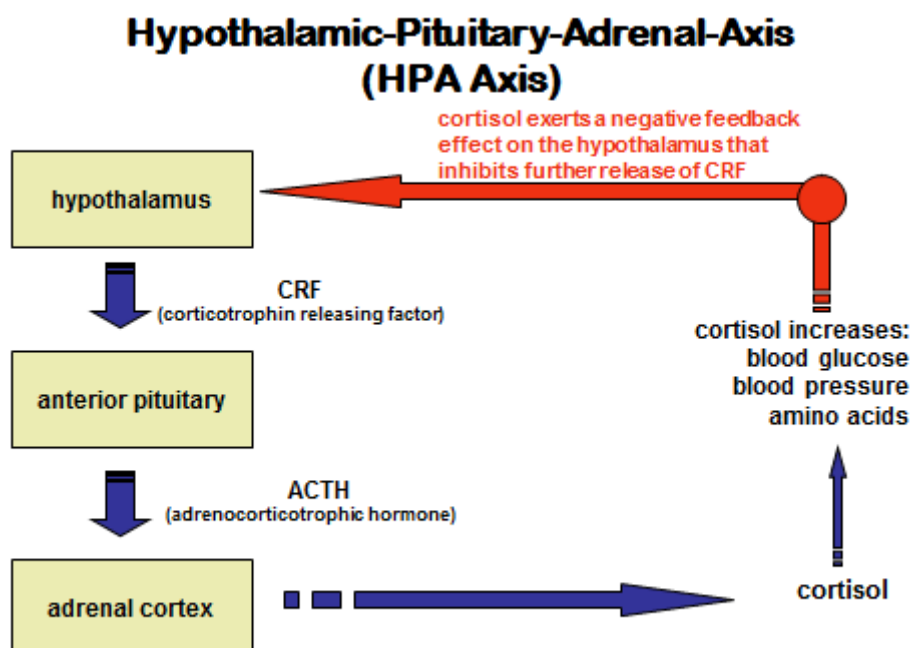 Hypothalamic-Pituitary-Adrenal-Axis
(HPA Axis)
cortisol exerts a negative feedback
effect on the hypothalamus that
inhibits further release of CRF
hypothalamus
CRF
(corticotrophin releasing factor)
cortisol increases:
blood glucose
blood pressure
amino acids
anterior pituitary
ACTH
(adrenocorticotrophic hormone)
adrenal cortex
cortisol